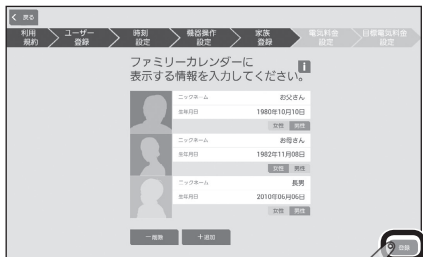 戻る
利用規約
ユーザー登録
時刻設定
機器操作設定
家族登録
電気料金設定
目標電気料金設定
ファミリーカレンダーに
表示する情報を入力してください。
i
ニックネーム お父さん
生年月日 1980年10月10日
女性 男性
ニックネーム お母さん
生年月日 1982年11月08日
女性 男性
ニックネーム 長男
生年月日 2010年06月06日
女性 男性
ー削除 +追加
登録